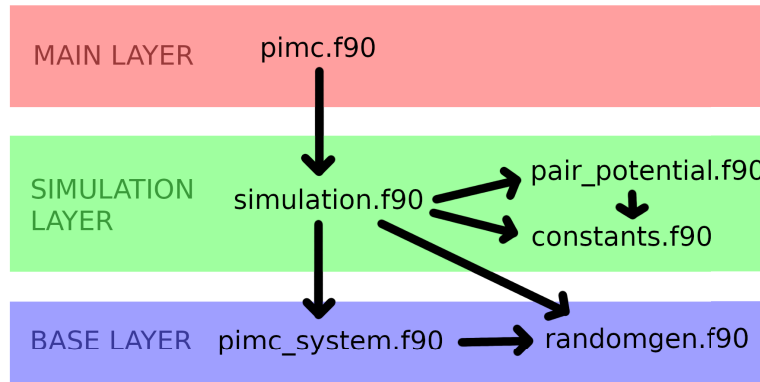 MAIN LAYER
pimc.f90
SIMULATION
LAYER
simulation.f90
pair_potential.f90
constants.f90
BASE LAYER
pimc_system.f90
randomgen.f90